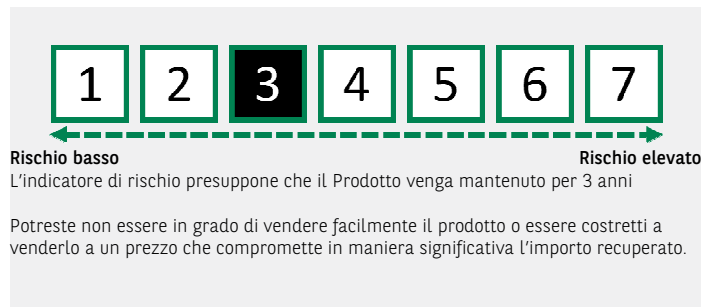 1 2 3 4 5 6 7
Rischio basso Rischio elevato
L'indicatore di rischio presuppone che il Prodotto venga mantenuto per 3 anni
Potreste non essere in grado di vendere facilmente il prodotto o essere costretti a
venderlo a un prezzo che compromette in maniera significativa l'importo recuperato.